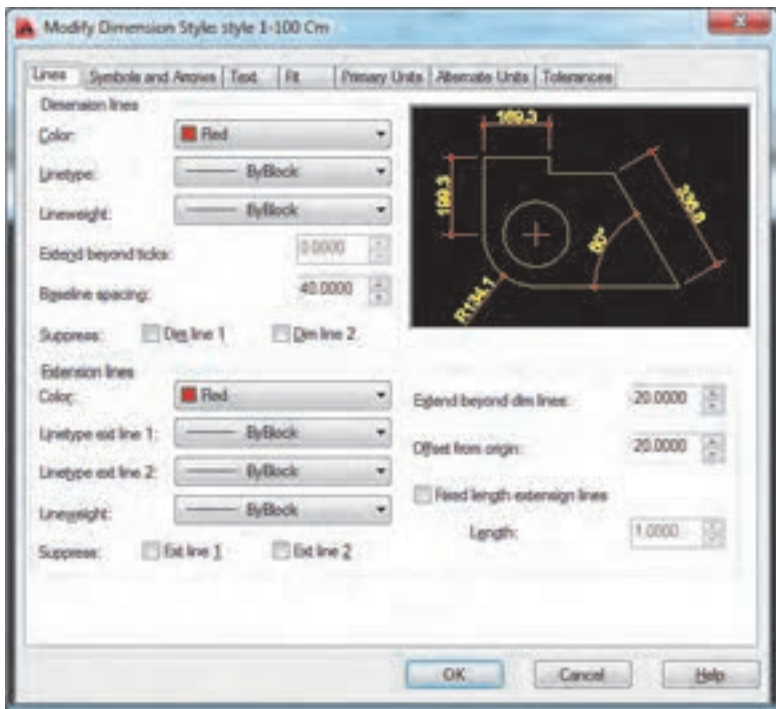 Modify Dimension Style: style 1-100 Cm
Lines Symbols and Arrows Text Fit Primary Units Alternate Units Tolerances
Dimension lines
Color: Red
Linetype: ByBlock
Lineweight: ByBlock
Extend beyond ticks: 0.0000
Baseline spacing: 40.0000
Suppress: Dim line 1 Dim line 2
169.3
199.3
336.8
60°
R134.1
Extension lines
Color: Red
Linetype ext line 1: ByBlock
Linetype ext line 2: ByBlock
Lineweight: ByBlock
Suppress: Ext line 1 Ext line 2
Extend beyond dim lines: 20.0000
Offset from origin: 20.0000
Fixed length extension lines
Length: 1.0000
OK Cancel Help